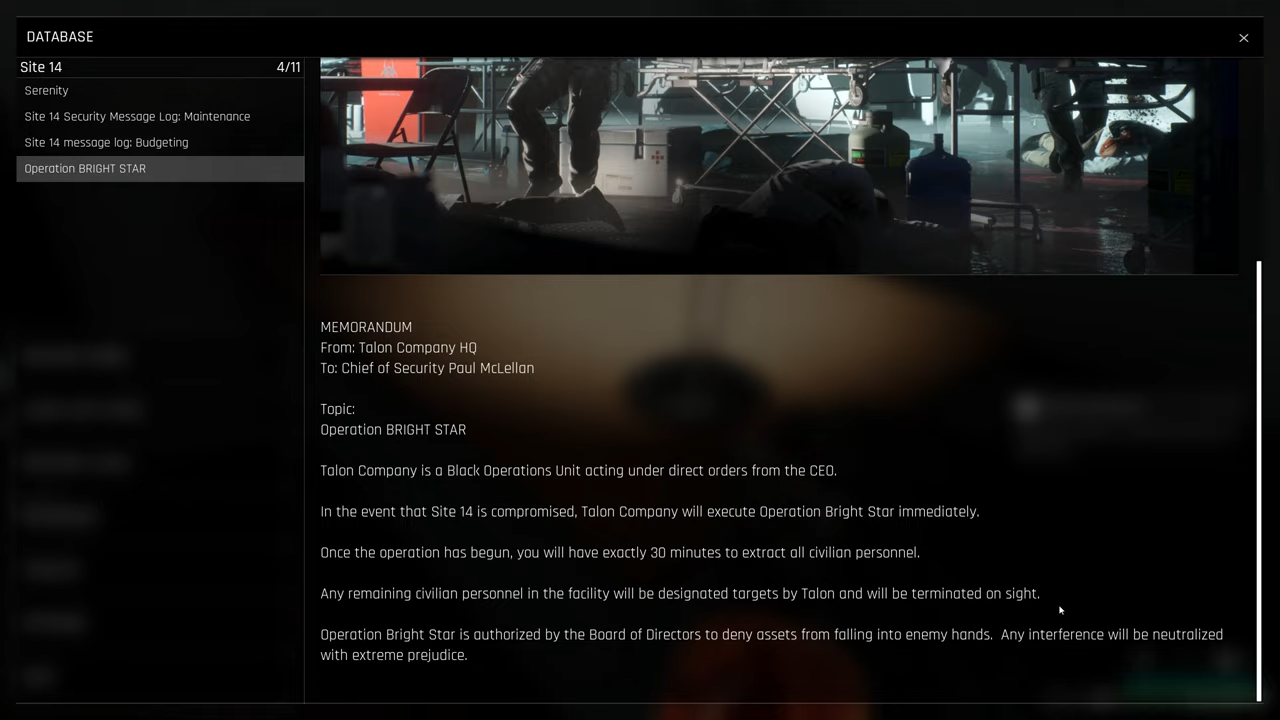 DATABASE
Site 14 4/11
Serenity
Site 14 Security Message Log: Maintenance
Site 14 message log: Budgeting
Operation BRIGHT STAR
MEMORANDUM
From: Talon Company HQ
To: Chief of Security Paul McLellan
Topic:
Operation BRIGHT STAR
Talon Company is a Black Operations Unit acting under direct orders from the CEO.
In the event that Site 14 is compromised, Talon Company will execute Operation Bright Star immediately.
Once the operation has begun, you will have exactly 30 minutes to extract all civilian personnel.
Any remaining civilian personnel in the facility will be designated targets by Talon and will be terminated on sight.
Operation Bright Star is authorized by the Board of Directors to deny assets from falling into enemy hands.  Any interference will be neutralized
with extreme prejudice.